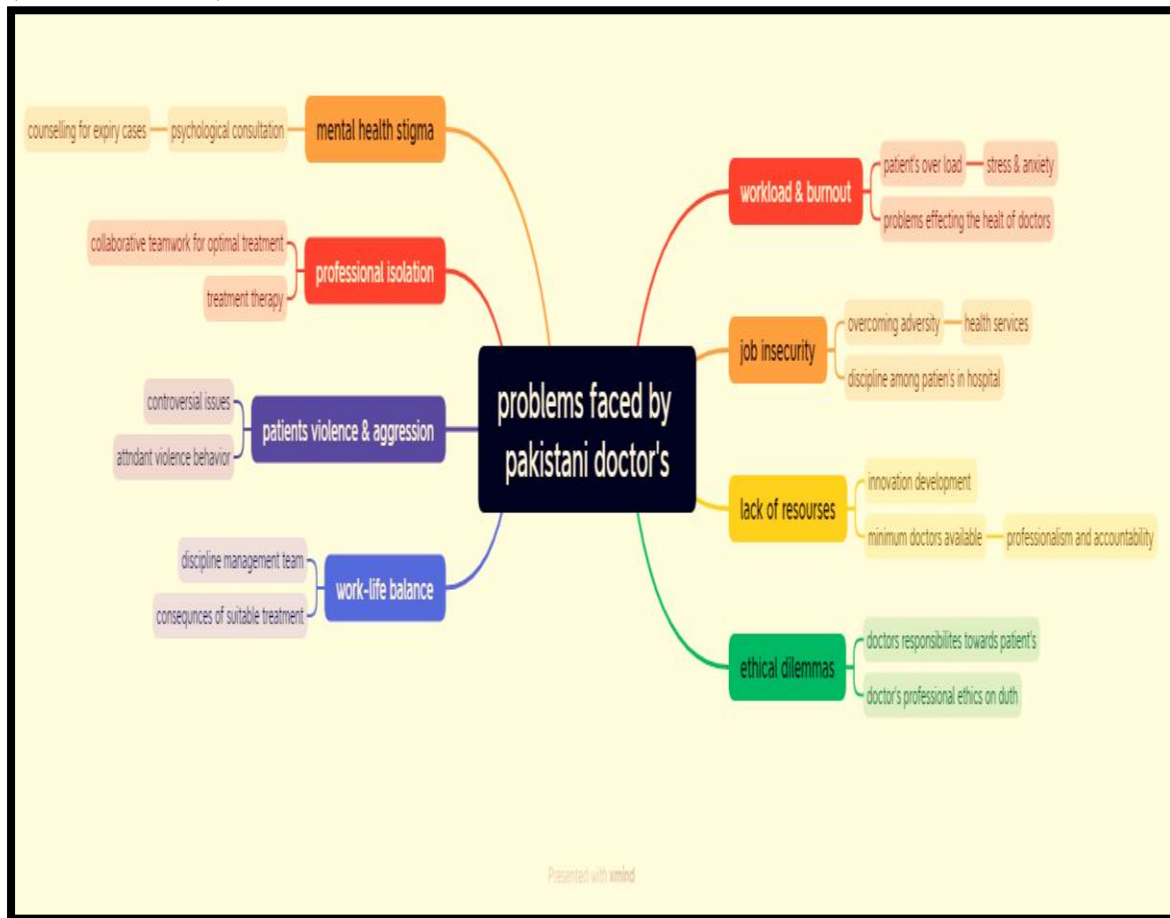 problems faced by
pakistani doctor's
mental health stigma
psychological consultation
counselling for expiry cases
professional isolation
collaborative teamwork for optimal treatment
treatment therapy
patients violence & aggression
controversial issues
attndant violence behavior
work-life balance
discipline management team
consequnces of suitable treatment
workload & burnout
patient's over load
stress & anxiety
problems effecting the healt of doctors
job insecurity
overcoming adversity
health services
discipline among patien's in hospital
lack of resourses
innovation development
minimum doctors available
professionalism and accountability
ethical dilemmas
doctors responsibilites towards patient's
doctor's professional ethics on duth
Presented with xmind